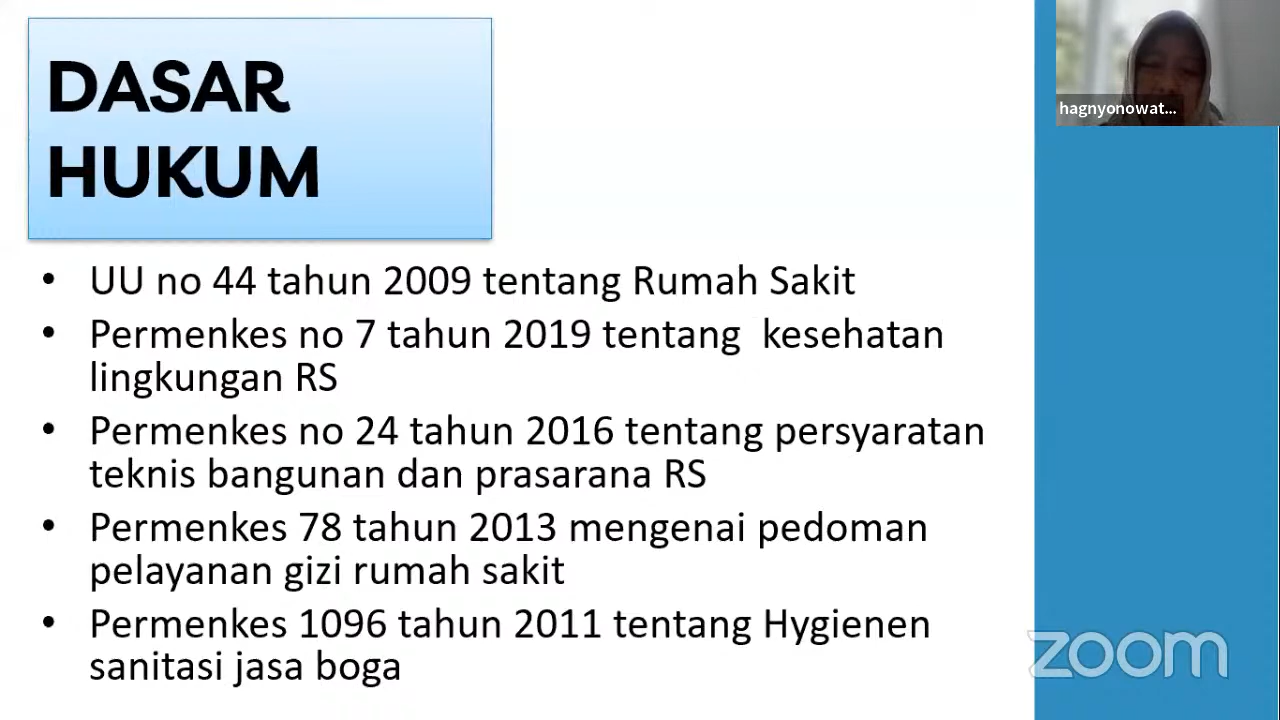 DASAR
HUKUM
hagnyonowat...
• UU no 44 tahun 2009 tentang Rumah Sakit
• Permenkes no 7 tahun 2019 tentang kesehatan
lingkungan RS
• Permenkes no 24 tahun 2016 tentang persyaratan
teknis bangunan dan prasarana RS
• Permenkes 78 tahun 2013 mengenai pedoman
pelayanan gizi rumah sakit
• Permenkes 1096 tahun 2011 tentang Hygienen
sanitasi jasa boga
zoom